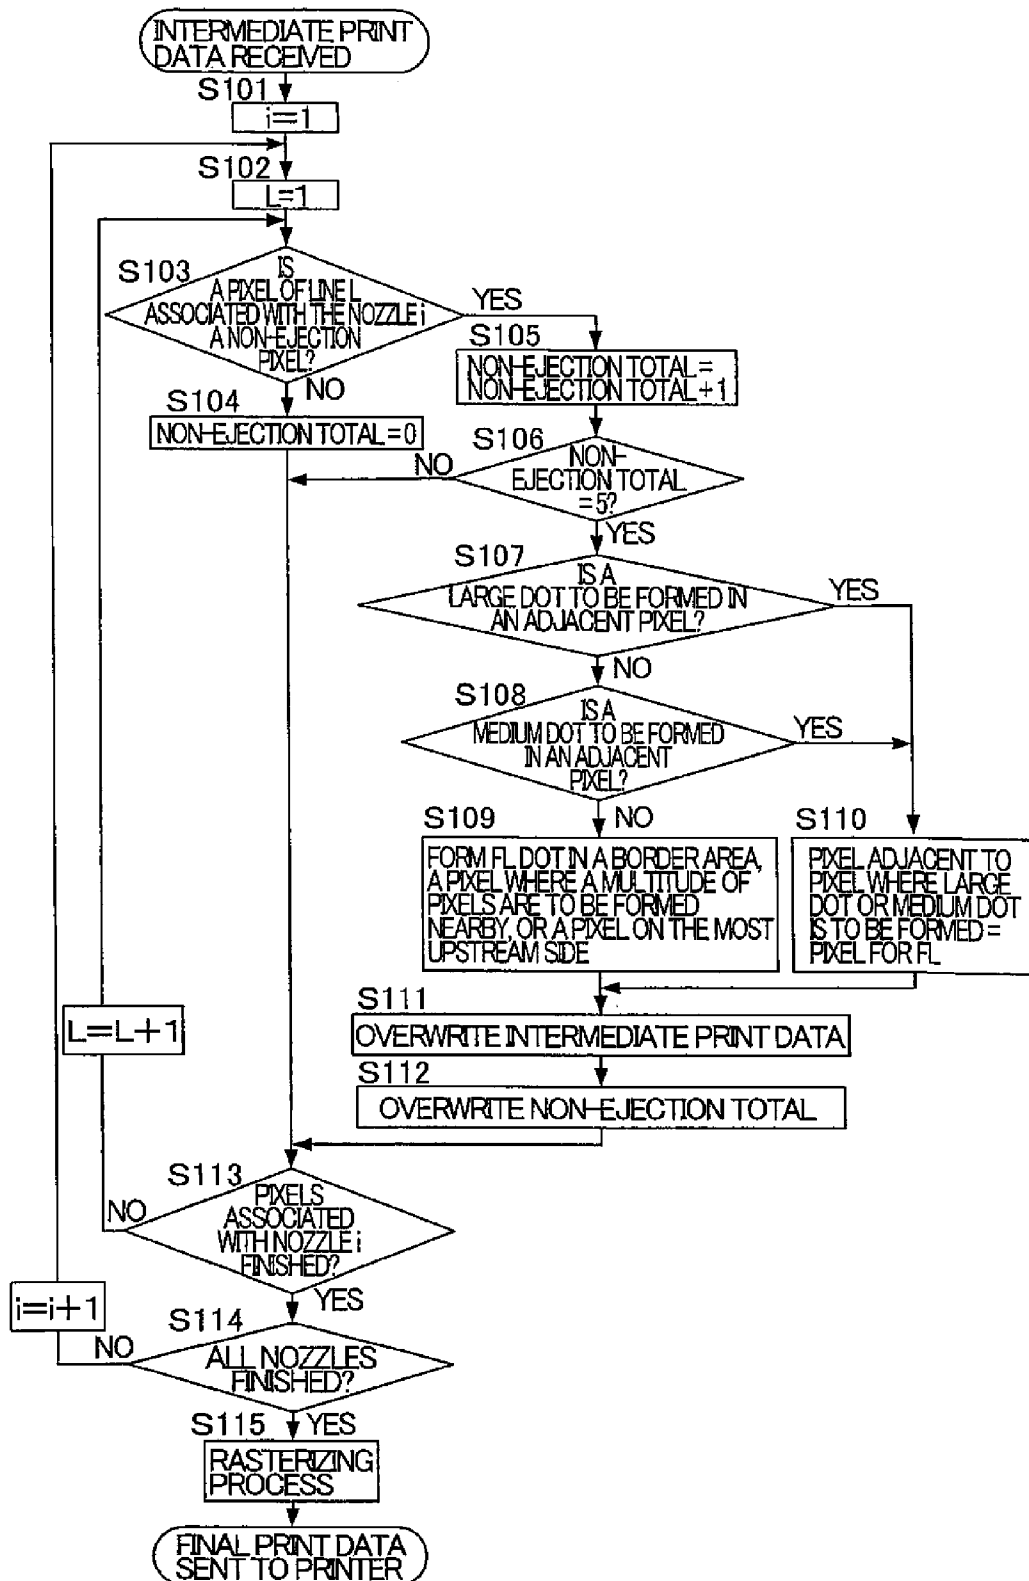 INTERMEDIATE PRINT
DATA RECEIVED
S101
i=1
S102
L=1
S103
IS
A PIXEL OF LINE L
ASSOCIATED WITH THE NOZZLE i
A NON-EJECTION
PIXEL?
YES
NO
S104
NON-EJECTION TOTAL=0
S105
NON-EJECTION TOTAL=
NON-EJECTION TOTAL+1
S106
NON-
EJECTION TOTAL
=5?
NO
YES
S107
IS A
LARGE DOT TO BE FORMED IN
AN ADJACENT PIXEL?
YES
NO
S108
IS A
MEDIUM DOT TO BE FORMED
IN AN ADJACENT
PIXEL?
YES
NO
S109
FORM FL DOT IN A BORDER AREA,
A PIXEL WHERE A MULTITUDE OF
PIXELS ARE TO BE FORMED
NEARBY, OR A PIXEL ON THE MOST
UPSTREAM SIDE
S110
PIXEL ADJACENT TO
PIXEL WHERE LARGE
DOT OR MEDIUM DOT
IS TO BE FORMED=
PIXEL FOR FL
S111
OVERWRITE INTERMEDIATE PRINT DATA
S112
OVERWRITE NON-EJECTION TOTAL
L=L+1
S113
PIXELS
ASSOCIATED
WITH NOZZLE i
FINISHED?
NO
YES
i=i+1
S114
ALL NOZZLES
FINISHED?
NO
YES
S115
RASTERIZING
PROCESS
FINAL PRINT DATA
SENT TO PRINTER